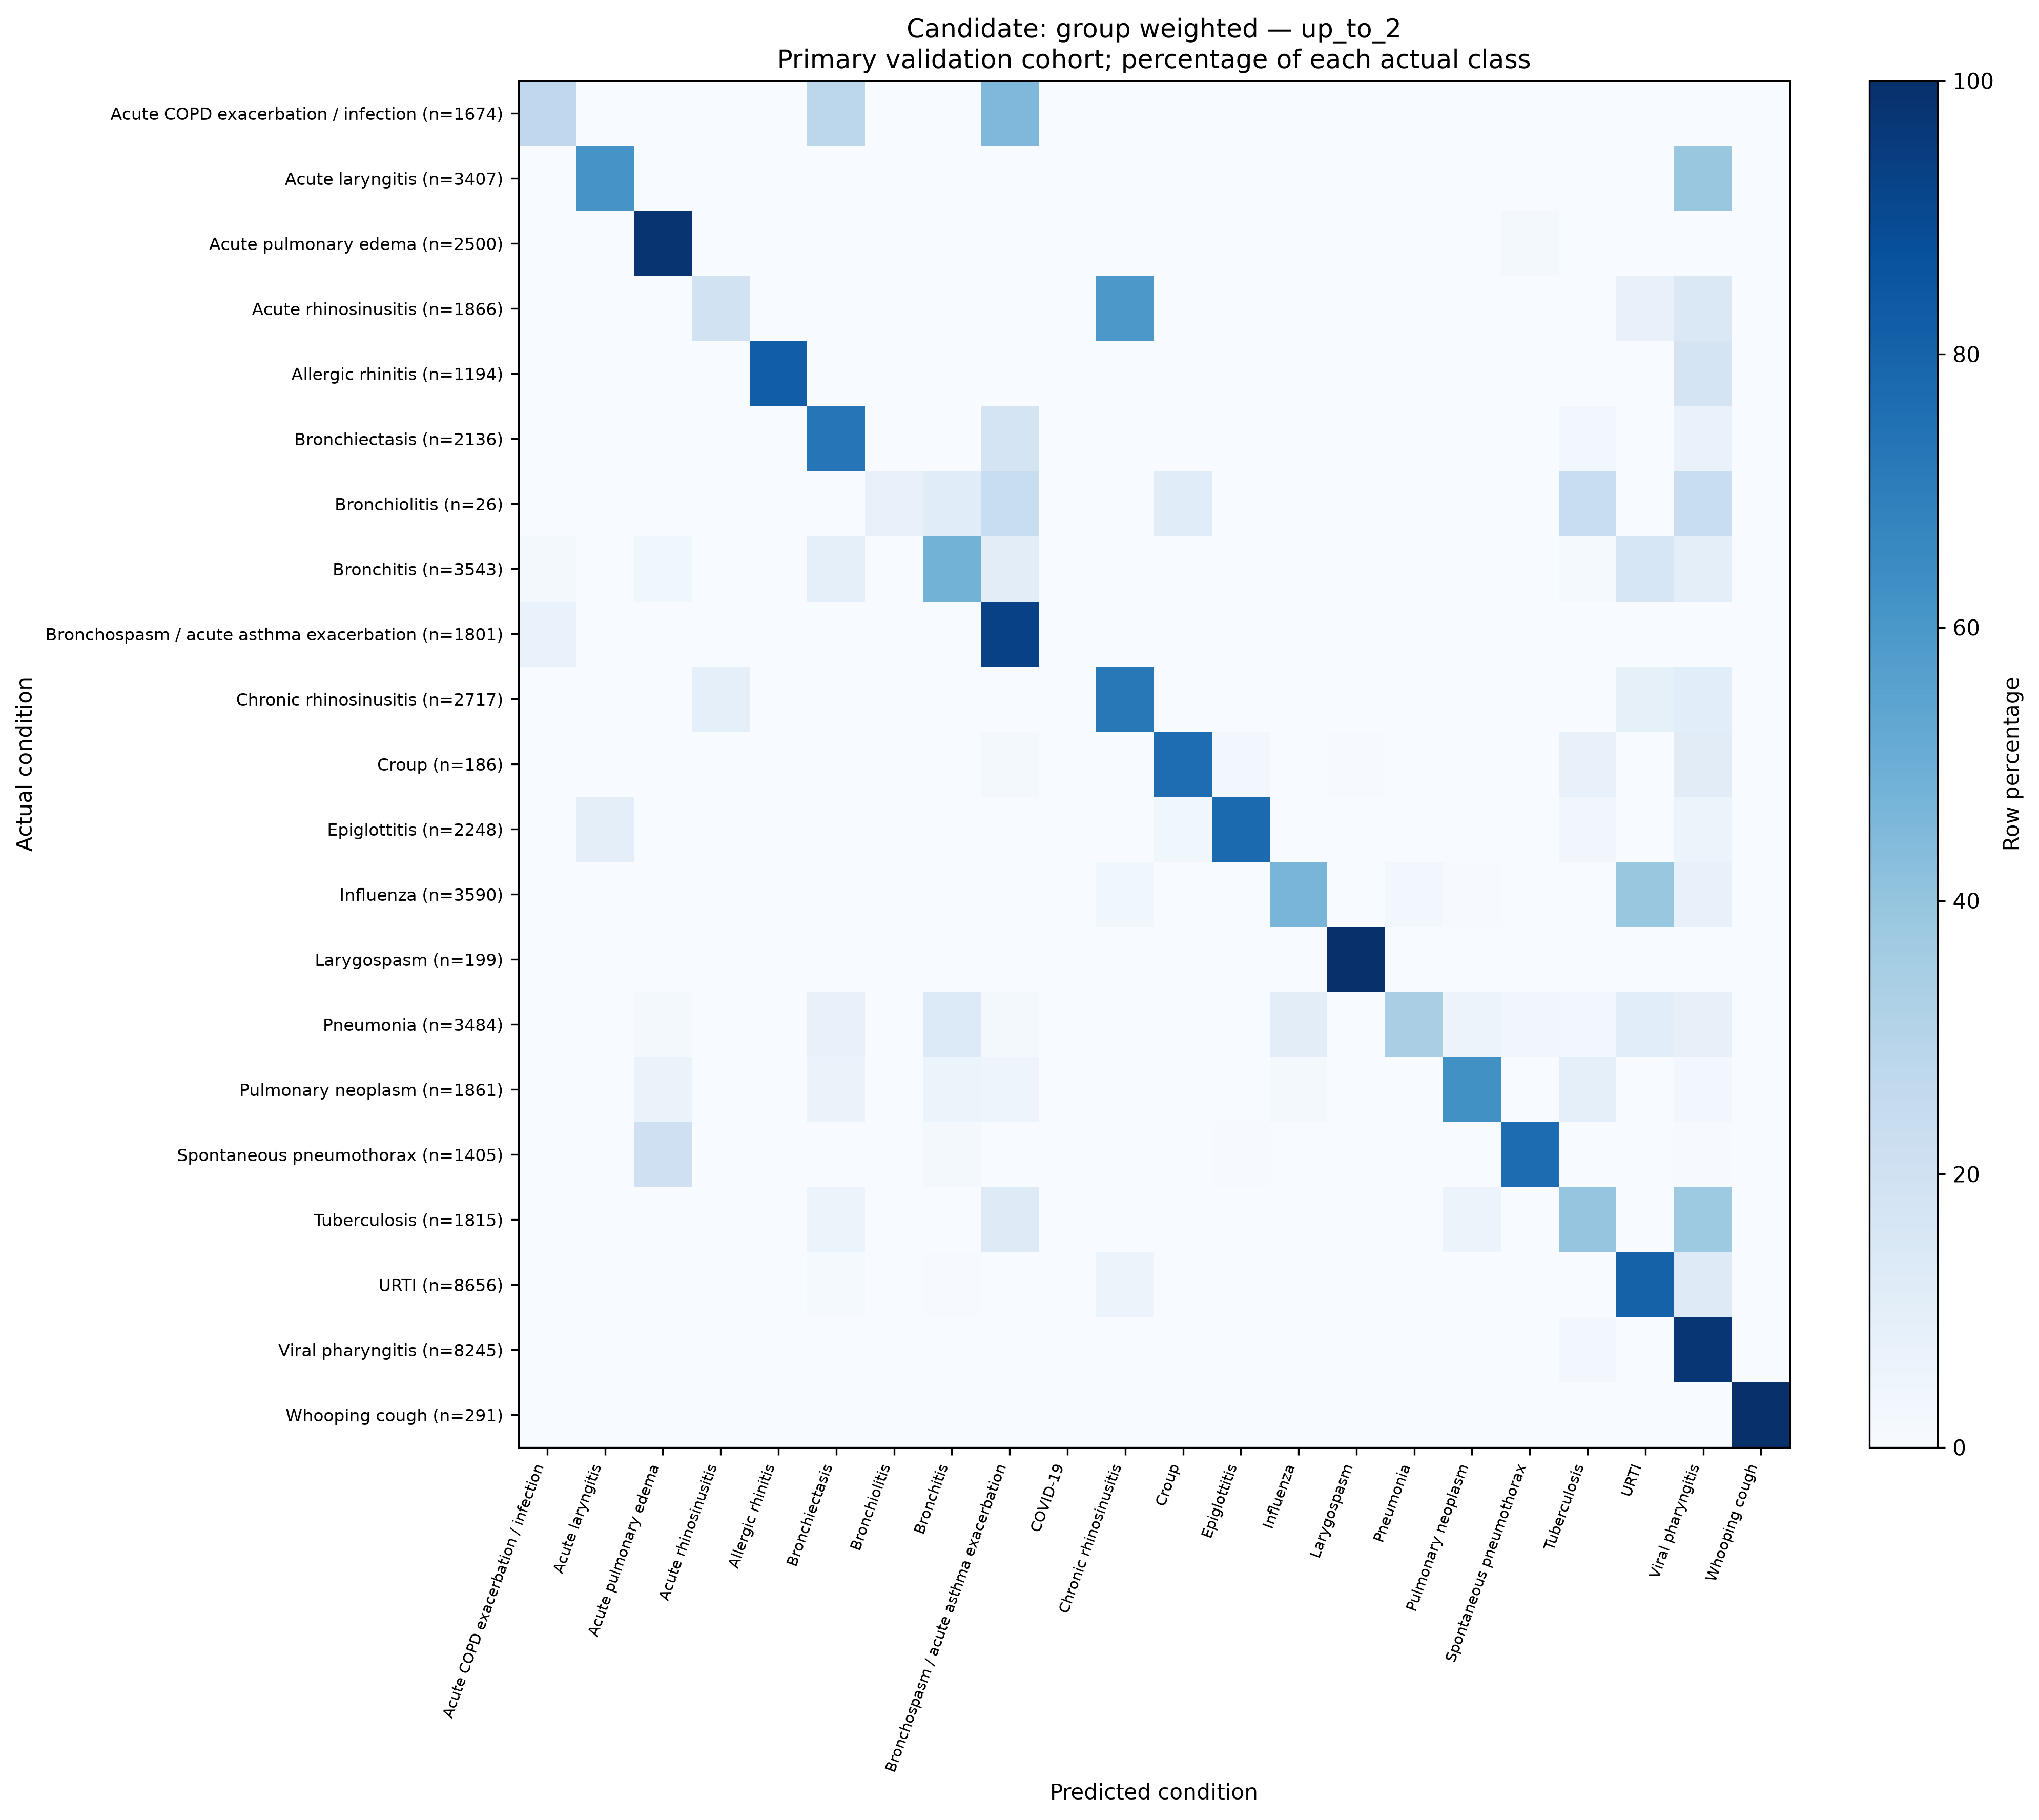 Candidate: group weighted — up_to_2
Primary validation cohort; percentage of each actual class
Actual condition
Acute COPD exacerbation / infection (n=1674)
Acute laryngitis (n=3407)
Acute pulmonary edema (n=2500)
Acute rhinosinusitis (n=1866)
Allergic rhinitis (n=1194)
Bronchiectasis (n=2136)
Bronchiolitis (n=26)
Bronchitis (n=3543)
Bronchospasm / acute asthma exacerbation (n=1801)
Chronic rhinosinusitis (n=2717)
Croup (n=186)
Epiglottitis (n=2248)
Influenza (n=3590)
Larygospasm (n=199)
Pneumonia (n=3484)
Pulmonary neoplasm (n=1861)
Spontaneous pneumothorax (n=1405)
Tuberculosis (n=1815)
URTI (n=8656)
Viral pharyngitis (n=8245)
Whooping cough (n=291)
Acute COPD exacerbation / infection
Acute laryngitis
Acute pulmonary edema
Acute rhinosinusitis
Allergic rhinitis
Bronchiectasis
Bronchiolitis
Bronchitis
Bronchospasm / acute asthma exacerbation
COVID-19
Chronic rhinosinusitis
Croup
Epiglottitis
Influenza
Larygospasm
Pneumonia
Pulmonary neoplasm
Spontaneous pneumothorax
Tuberculosis
URTI
Viral pharyngitis
Whooping cough
Predicted condition
100
80
60
40
20
0
Row percentage